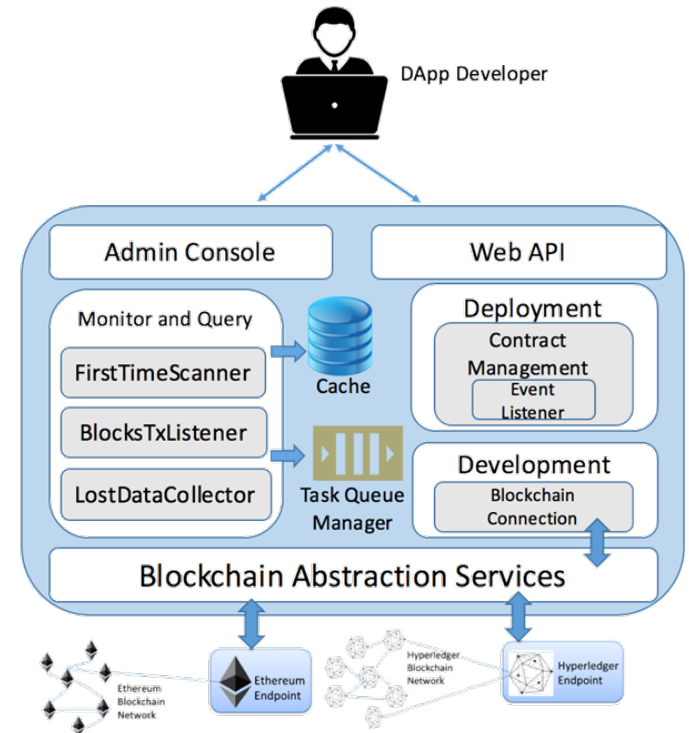 DApp Developer
Admin Console
Web API
Monitor and Query
FirstTimeScanner
BlocksTxListener
LostDataCollector
Cache
Task Queue
Manager
Deployment
Contract
Management
Event
Listener
Development
Blockchain
Connection
Blockchain Abstraction Services
Ethereum
Blockchain
Network
Ethereum
Endpoint
Hyperledger
Blockchain
Network
Hyperledger
Endpoint